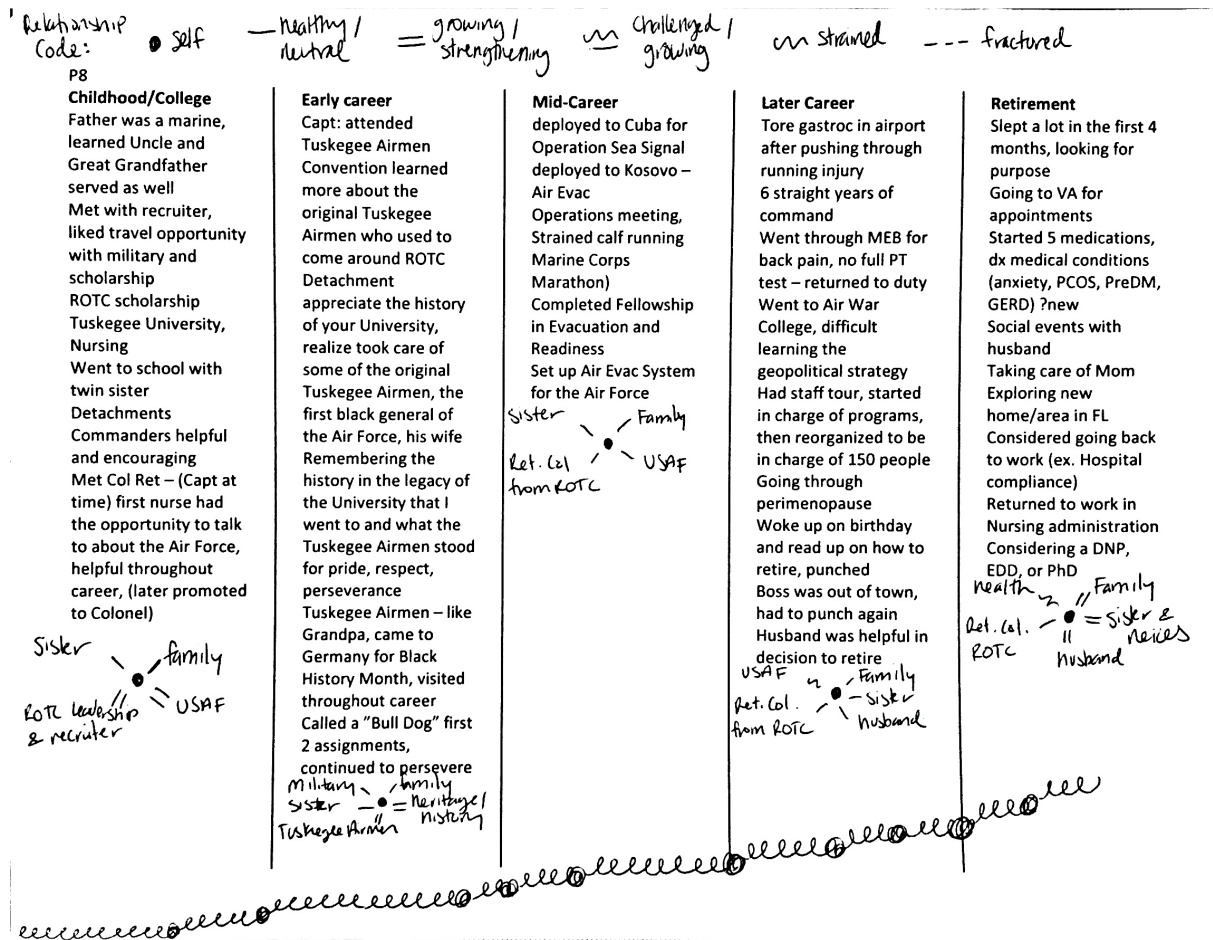 Relationship
Code:
self
healthy /
neutral
growing /
strengthening
challenged /
growing
strained
fractured
P8
Childhood/College
Father was a marine,
learned Uncle and
Great Grandfather
served as well
Met with recruiter,
liked travel opportunity
with military and
scholarship
ROTC scholarship
Tuskegee University,
Nursing
Went to school with
twin sister
Detachments
Commanders helpful
and encouraging
Met Col Ret – (Capt at
time) first nurse had
the opportunity to talk
to about the Air Force,
helpful throughout
career, (later promoted
to Colonel)
Sister
family
ROTC leadership
& recruiter
USAF
Early career
Capt: attended
Tuskegee Airmen
Convention learned
more about the
original Tuskegee
Airmen who used to
come around ROTC
Detachment
appreciate the history
of your University,
realize took care of
some of the original
Tuskegee Airmen, the
first black general of
the Air Force, his wife
Remembering the
history in the legacy of
the University that I
went to and what the
Tuskegee Airmen stood
for pride, respect,
perseverance
Tuskegee Airmen – like
Grandpa, came to
Germany for Black
History Month, visited
throughout career
Called a "Bull Dog" first
2 assignments,
continued to persevere
military
family
sister
heritage/
history
Tuskegee Airmen
Mid-Career
deployed to Cuba for
Operation Sea Signal
deployed to Kosovo –
Air Evac
Operations meeting,
Strained calf running
Marine Corps
Marathon)
Completed Fellowship
in Evacuation and
Readiness
Set up Air Evac System
for the Air Force
Sister
Family
Ret. Col
from ROTC
USAF
Later Career
Tore gastroc in airport
after pushing through
running injury
6 straight years of
command
Went through MEB for
back pain, no full PT
test – returned to duty
Went to Air War
College, difficult
learning the
geopolitical strategy
Had staff tour, started
in charge of programs,
then reorganized to be
in charge of 150 people
Going through
perimenopause
Woke up on birthday
and read up on how to
retire, punched
Boss was out of town,
had to punch again
Husband was helpful in
decision to retire
USAF
Family
Ret. Col.
from ROTC
sister
husband
Retirement
Slept a lot in the first 4
months, looking for
purpose
Going to VA for
appointments
Started 5 medications,
dx medical conditions
(anxiety, PCOS, PreDM,
GERD) ?new
Social events with
husband
Taking care of Mom
Exploring new
home/area in FL
Considered going back
to work (ex. Hospital
compliance)
Returned to work in
Nursing administration
Considering a DNP,
EDD, or PhD
health
Family
Ret. Col.
ROTC
sister &
neices
husband